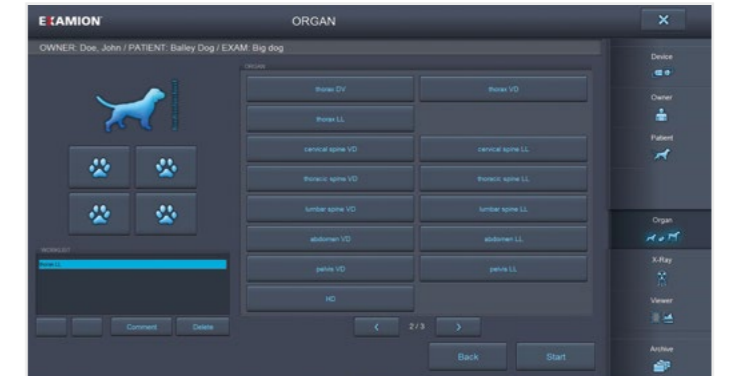 EXAMION
ORGAN
OWNER: Doe, John / PATIENT: Balley Dog / EXAM: Big dog
ORGAN
thorax DV
thorax VD
thorax LL
cervical spine VD
cervical spine LL
thoracic spine VD
thoracic spine LL
lumbar spine VD
lumbar spine LL
abdomen VD
abdomen LL
pelvis VD
pelvis LL
HD
WORKLIST
thorax LL
Comment
Delete
2/3
Back
Start
Device
Owner
Patient
Organ
X-Ray
Viewer
Archive